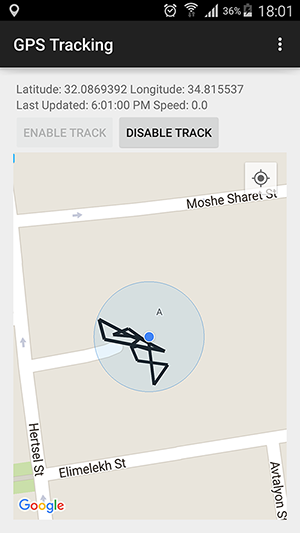 36% 18:01
GPS Tracking
Latitude: 32.0869392 Longitude: 34.815537
Last Updated: 6:01:00 PM Speed: 0.0
ENABLE TRACK DISABLE TRACK
Moshe Sharet St
A
Hertsel St
Elimelekh St
Avtalyon St
Google